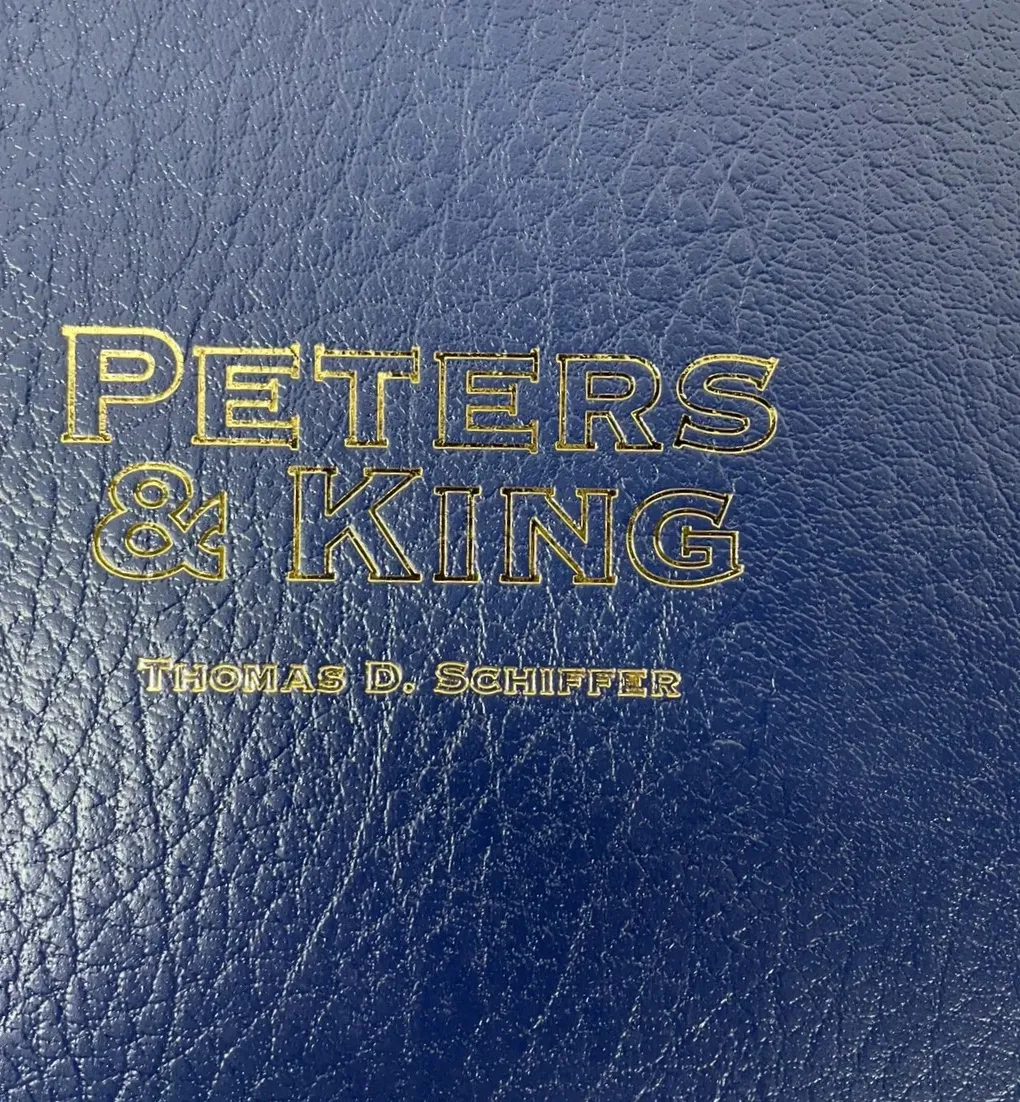 PETERS
& KING
THOMAS D. SCHIFFER